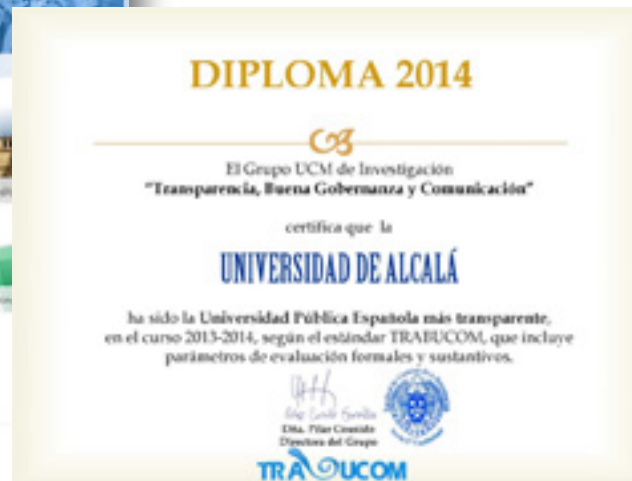 DIPLOMA 2014
El Grupo UCM de Investigación
"Transparencia, Buena Gobernanza y Comunicación"
certifica que la
UNIVERSIDAD DE ALCALÁ
ha sido la Universidad Pública Española más transparente,
en el curso 2013-2014, según el estándar TRABUCOM, que incluye
parámetros de evaluación formales y sustantivos.
Dña. Pilar Cousido
Directora del Grupo
TRABUCOM